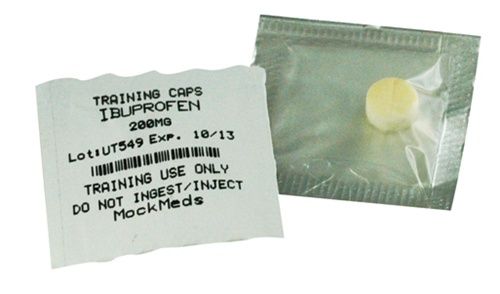 TRAINING CAPS
IBUPROFEN
200MG
Lot:UT549 Exp. 10/13
TRAINING USE ONLY
DO NOT INGEST/INJECT
MockMeds